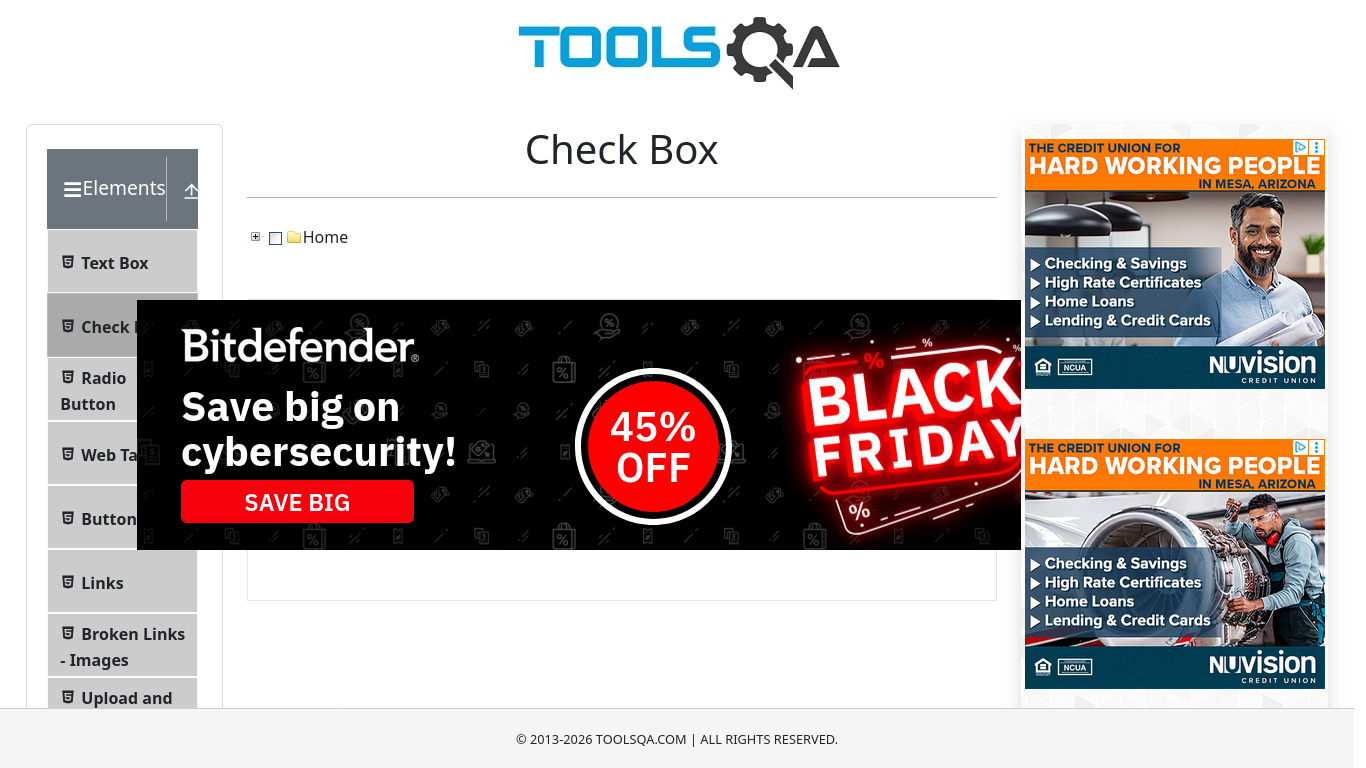 TOOLSQA
Check Box
Elements
Text Box
Check
Radio
Button
Web Ta
Button
Links
Broken Links
- Images
Upload and
Home
Bitdefender®
Save big on
cybersecurity!
SAVE BIG
45%
OFF
BLACK
FRIDAY
THE CREDIT UNION FOR
HARD WORKING PEOPLE
IN MESA, ARIZONA
Checking & Savings
High Rate Certificates
Home Loans
Lending & Credit Cards
NCUA
NUVISION
CREDIT UNION
THE CREDIT UNION FOR
HARD WORKING PEOPLE
IN MESA, ARIZONA
Checking & Savings
High Rate Certificates
Home Loans
Lending & Credit Cards
NCUA
NUVISION
CREDIT UNION
© 2013-2026 TOOLSQA.COM | ALL RIGHTS RESERVED.